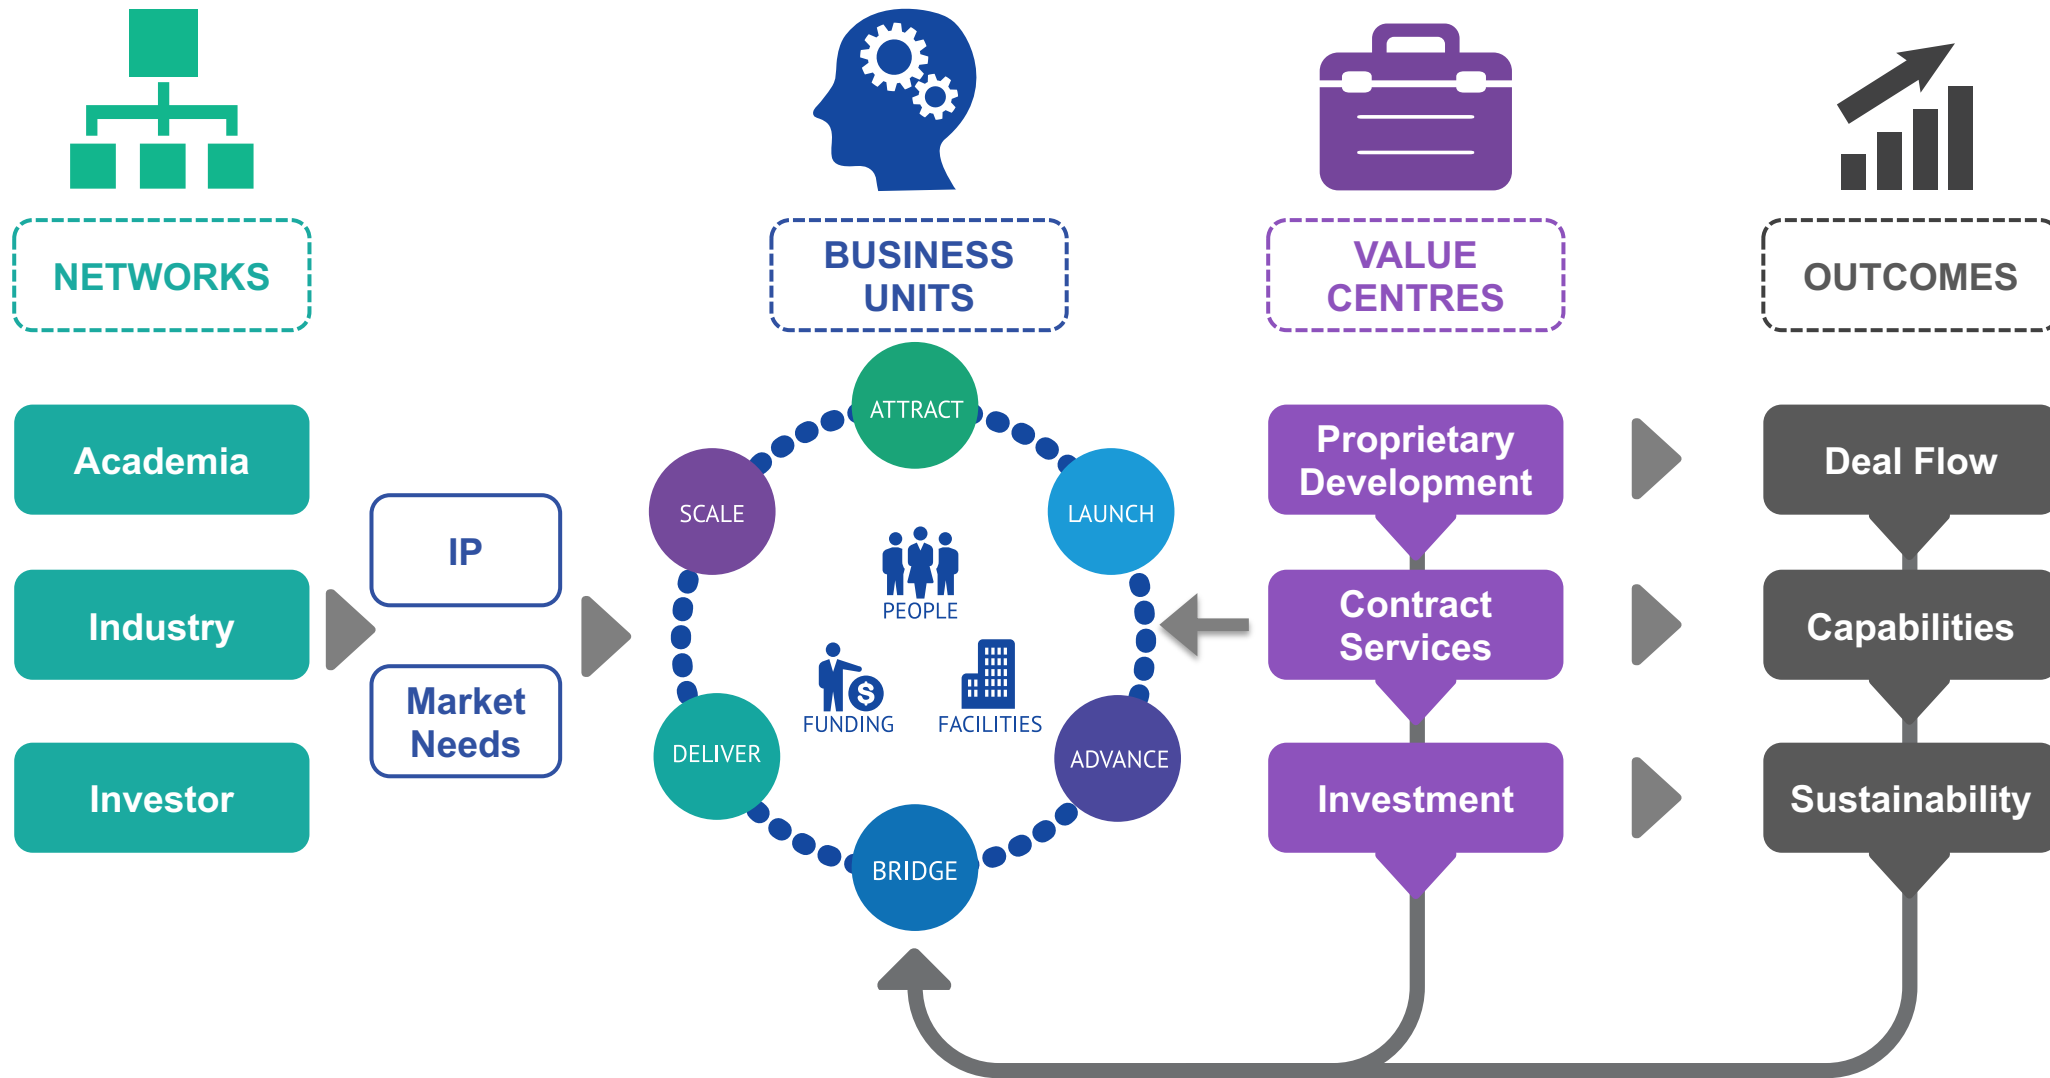 NETWORKS
BUSINESS
UNITS
VALUE
CENTRES
OUTCOMES
Academia
Industry
Investor
IP
Market
Needs
ATTRACT
LAUNCH
ADVANCE
BRIDGE
DELIVER
SCALE
PEOPLE
FUNDING
$
FACILITIES
Proprietary
Development
Contract
Services
Investment
Deal Flow
Capabilities
Sustainability